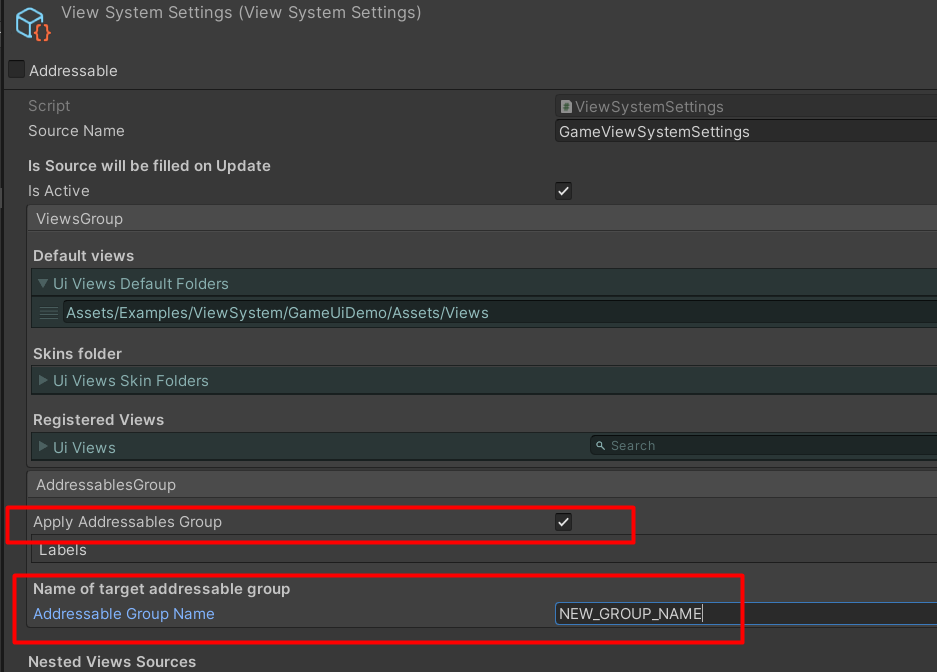 View System Settings (View System Settings)
Addressable
Script ViewSystemSettings
Source Name GameViewSystemSettings
Is Source will be filled on Update
Is Active
ViewsGroup
Default views
Ui Views Default Folders
Assets/Examples/ViewSystem/GameUiDemo/Assets/Views
Skins folder
Ui Views Skin Folders
Registered Views
Ui Views Search
AddressablesGroup
Apply Addressables Group
Labels
Name of target addressable group
Addressable Group Name NEW_GROUP_NAME
Nested Views Sources